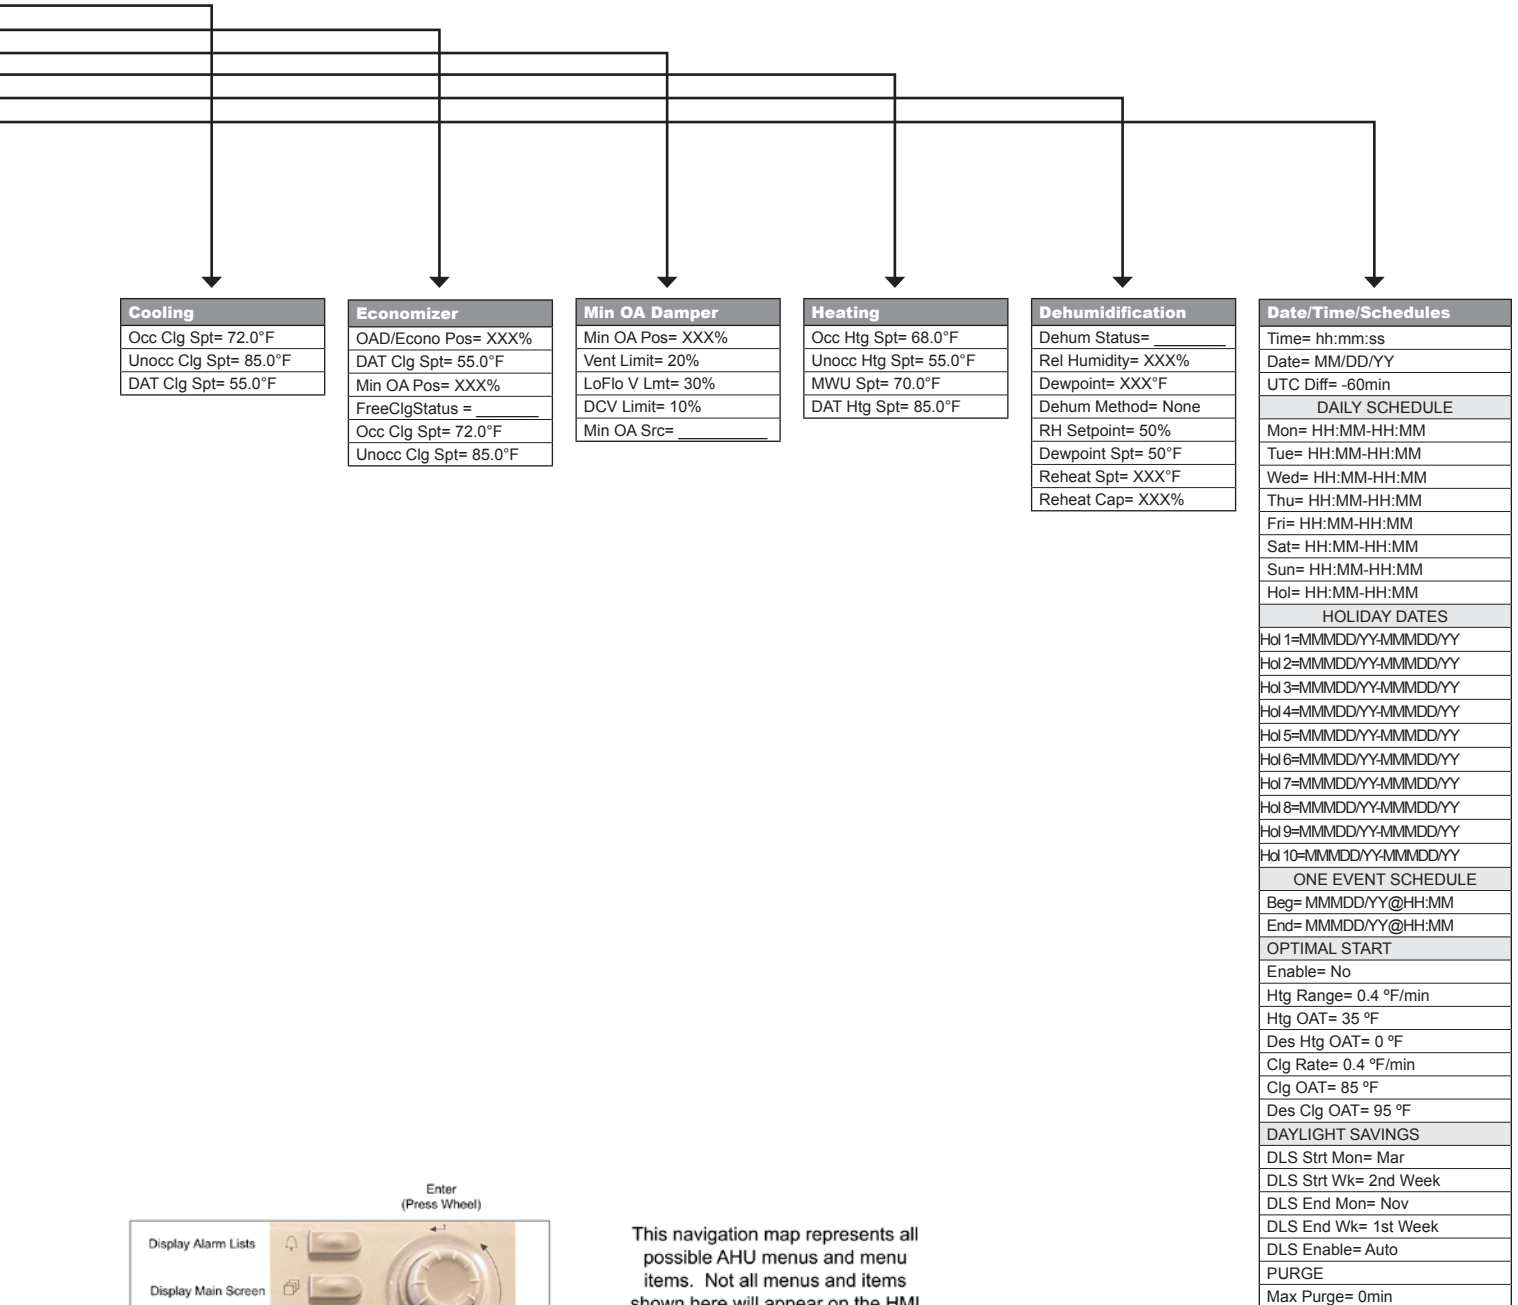 Cooling
Occ Clg Spt= 72.0°F
Unocc Clg Spt= 85.0°F
DAT Clg Spt= 55.0°F
Economizer
OAD/Econo Pos= XXX%
DAT Clg Spt= 55.0°F
Min OA Pos= XXX%
FreeClgStatus = ________
Occ Clg Spt= 72.0°F
Unocc Clg Spt= 85.0°F
Min OA Damper
Min OA Pos= XXX%
Vent Limit= 20%
LoFlo V Lmt= 30%
DCV Limit= 10%
Min OA Src= ___________
Heating
Occ Htg Spt= 68.0°F
Unocc Htg Spt= 55.0°F
MWU Spt= 70.0°F
DAT Htg Spt= 85.0°F
Dehumidification
Dehum Status= _________
Rel Humidity= XXX%
Dewpoint= XXX°F
Dehum Method= None
RH Setpoint= 50%
Dewpoint Spt= 50°F
Reheat Spt= XXX°F
Reheat Cap= XXX%
Date/Time/Schedules
Time= hh:mm:ss
Date= MM/DD/YY
UTC Diff= -60min
DAILY SCHEDULE
Mon= HH:MM-HH:MM
Tue= HH:MM-HH:MM
Wed= HH:MM-HH:MM
Thu= HH:MM-HH:MM
Fri= HH:MM-HH:MM
Sat= HH:MM-HH:MM
Sun= HH:MM-HH:MM
Hol= HH:MM-HH:MM
HOLIDAY DATES
Hol 1=MMMDD/YY-MMMDD/YY
Hol 2=MMMDD/YY-MMMDD/YY
Hol 3=MMMDD/YY-MMMDD/YY
Hol 4=MMMDD/YY-MMMDD/YY
Hol 5=MMMDD/YY-MMMDD/YY
Hol 6=MMMDD/YY-MMMDD/YY
Hol 7=MMMDD/YY-MMMDD/YY
Hol 8=MMMDD/YY-MMMDD/YY
Hol 9=MMMDD/YY-MMMDD/YY
Hol 10=MMMDD/YY-MMMDD/YY
ONE EVENT SCHEDULE
Beg= MMMDD/YY@HH:MM
End= MMMDD/YY@HH:MM
OPTIMAL START
Enable= No
Htg Range= 0.4 ºF/min
Htg OAT= 35 ºF
Des Htg OAT= 0 ºF
Clg Rate= 0.4 ºF/min
Clg OAT= 85 ºF
Des Clg OAT= 95 ºF
DAYLIGHT SAVINGS
DLS Strt Mon= Mar
DLS Strt Wk= 2nd Week
DLS End Mon= Nov
DLS End Wk= 1st Week
DLS Enable= Auto
PURGE
Max Purge= 0min
Enter
(Press Wheel)
Display Alarm Lists
Display Main Screen
This navigation map represents all
possible AHU menus and menu
items. Not all menus and items
shown here will appear on the HMI